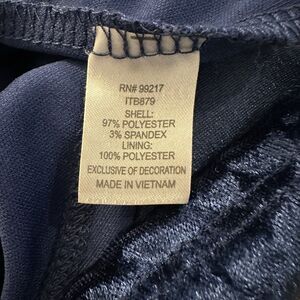 RN# 99217
ITB879
SHELL:
97% POLYESTER
3% SPANDEX
LINING:
100% POLYESTER
EXCLUSIVE OF DECORATION
MADE IN VIETNAM